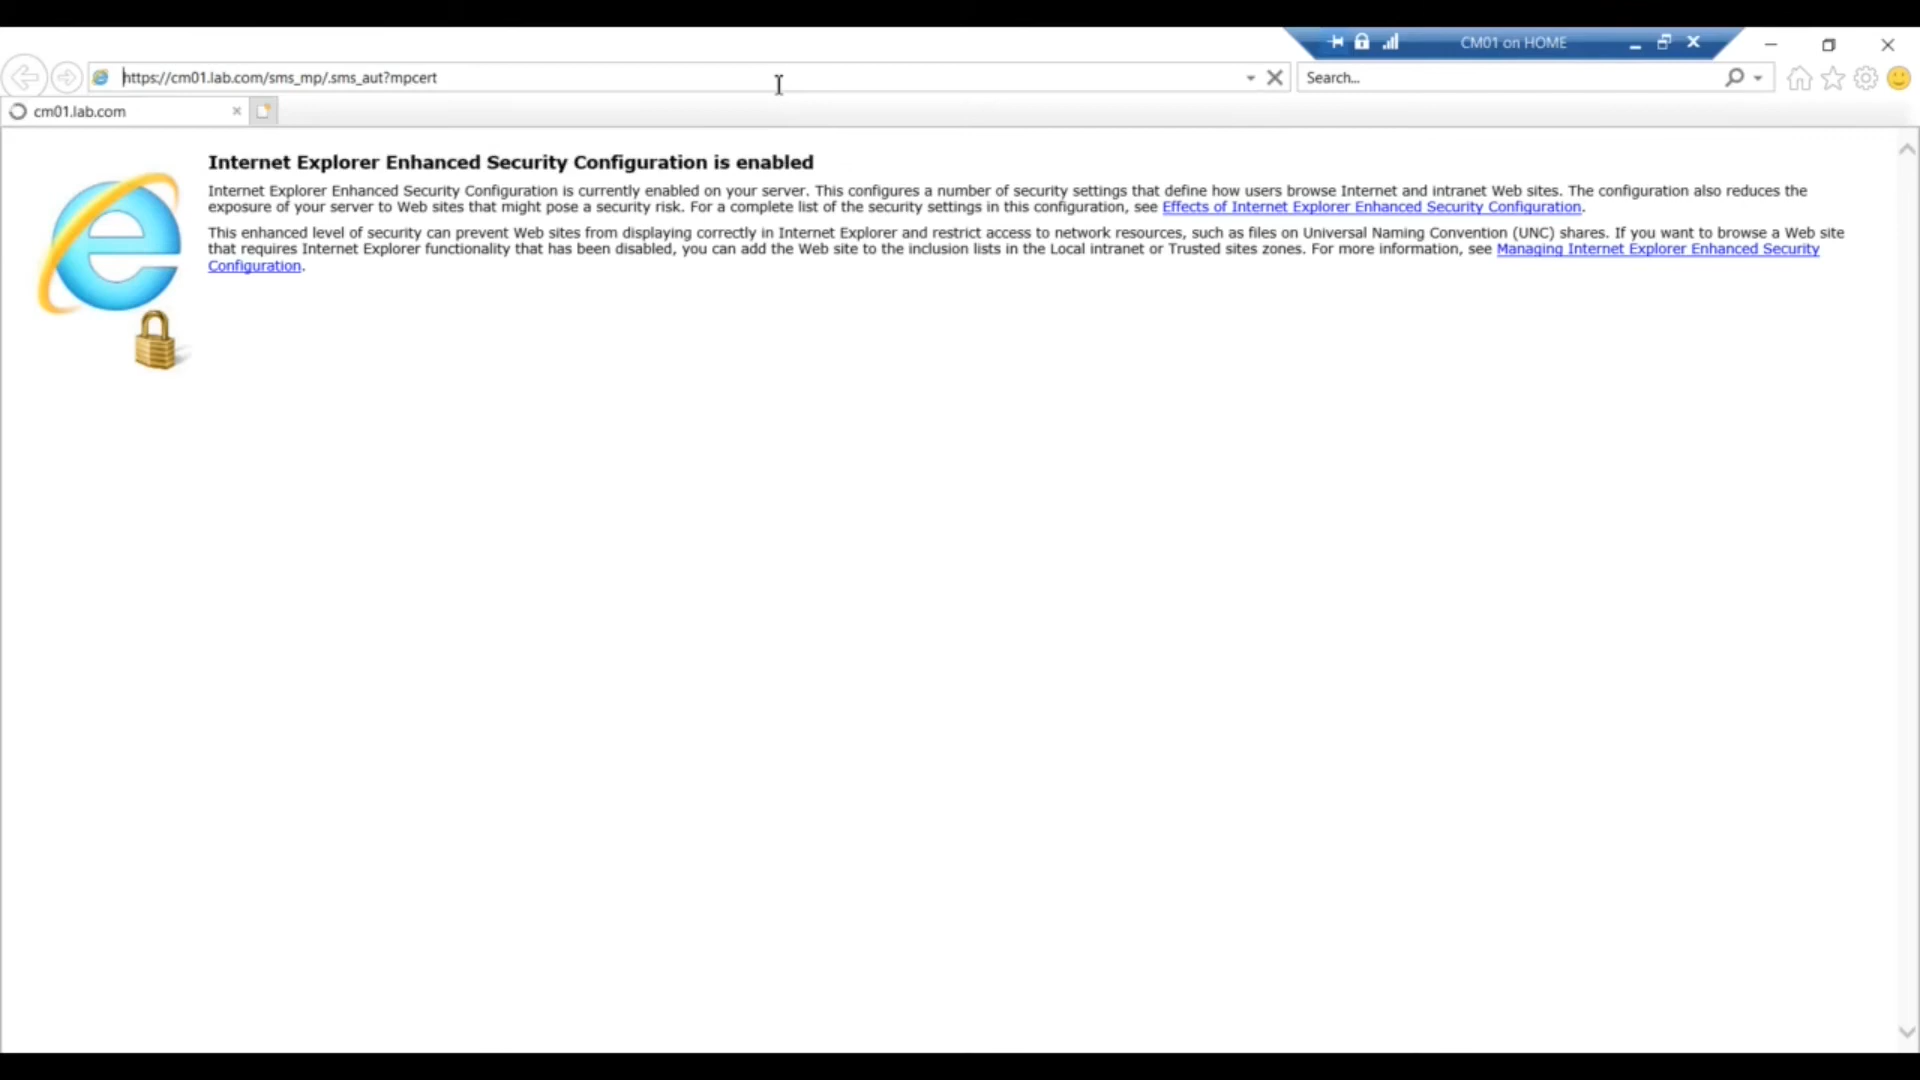 CM01 on HOME
https://cm01.lab.com/sms_mp/.sms_aut?mpcert
Search...
cm01.lab.com
Internet Explorer Enhanced Security Configuration is enabled
Internet Explorer Enhanced Security Configuration is currently enabled on your server. This configures a number of security settings that define how users browse Internet and intranet Web sites. The configuration also reduces the
exposure of your server to Web sites that might pose a security risk. For a complete list of the security settings in this configuration, see Effects of Internet Explorer Enhanced Security Configuration.
This enhanced level of security can prevent Web sites from displaying correctly in Internet Explorer and restrict access to network resources, such as files on Universal Naming Convention (UNC) shares. If you want to browse a Web site
that requires Internet Explorer functionality that has been disabled, you can add the Web site to the inclusion lists in the Local intranet or Trusted sites zones. For more information, see Managing Internet Explorer Enhanced Security
Configuration.